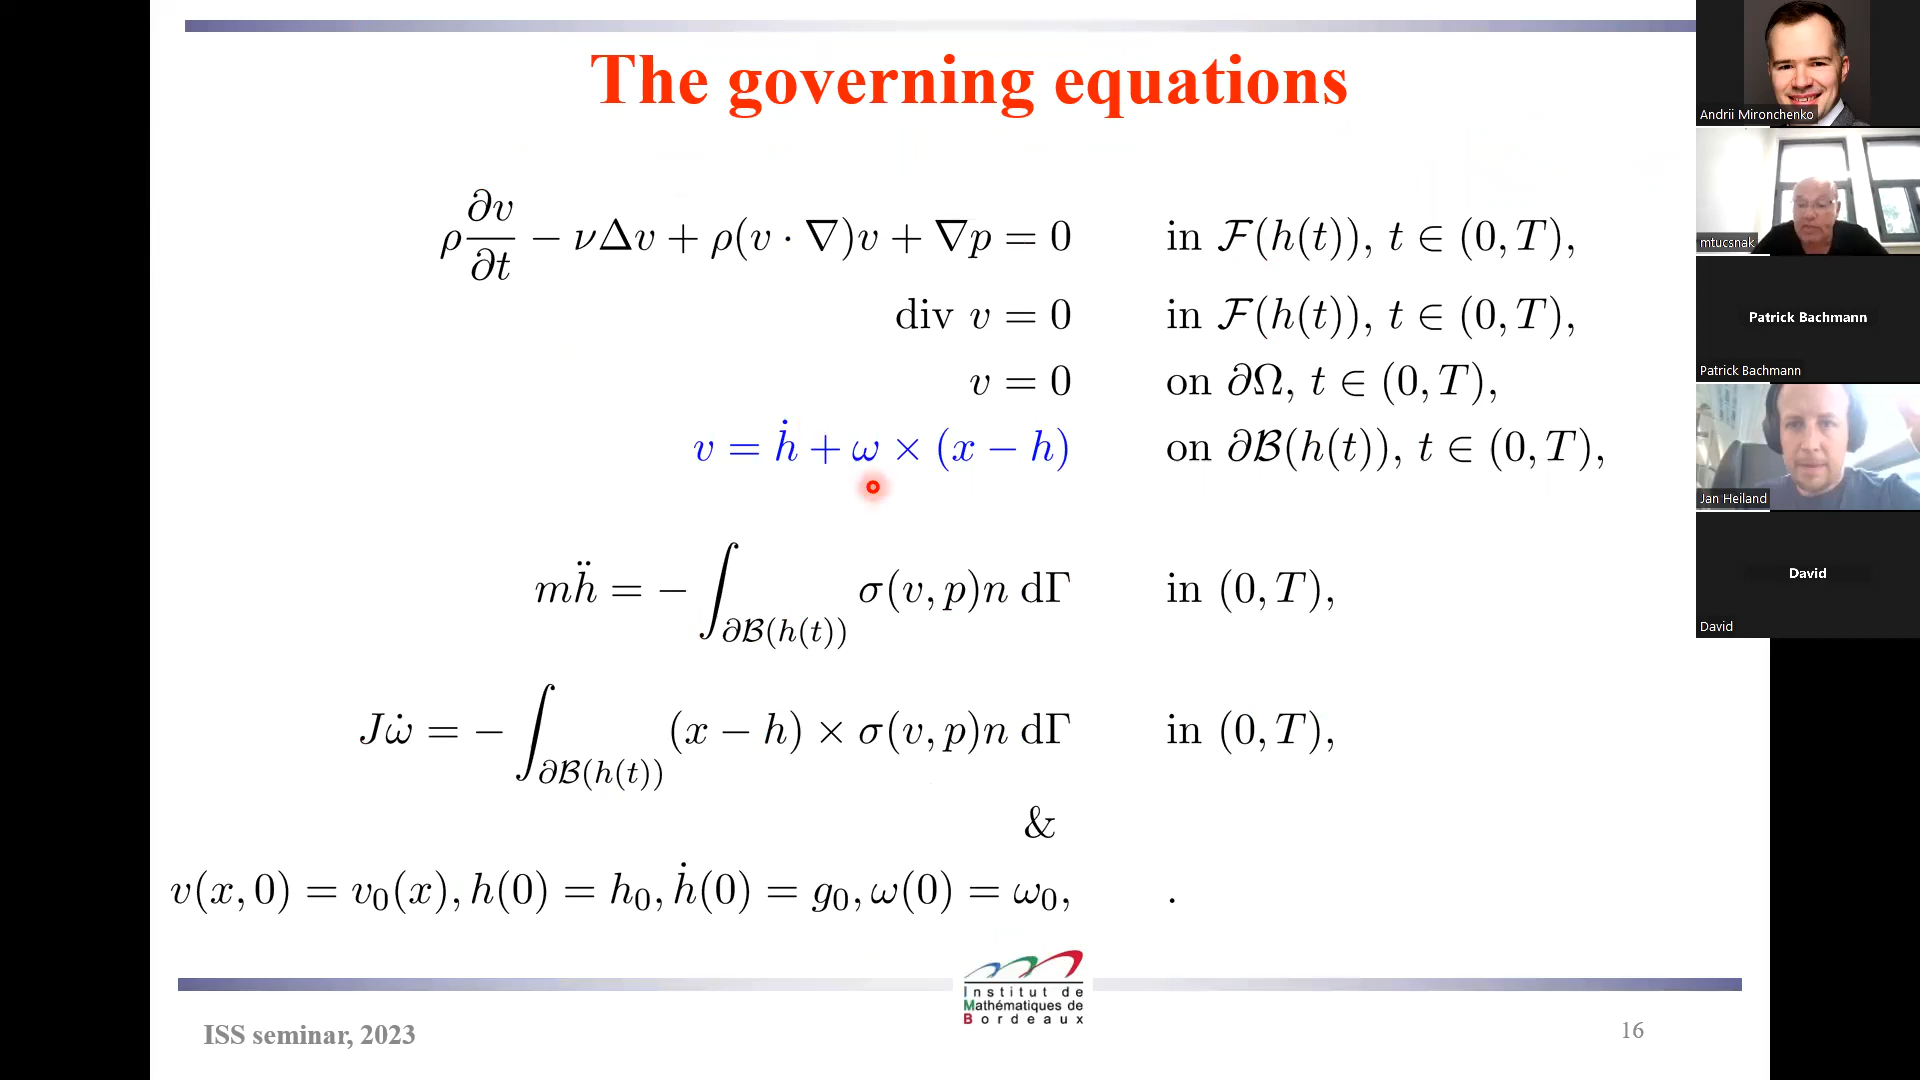 The governing equations
ρ ∂v/∂t − νΔv + ρ(v · ∇)v + ∇p = 0 in ℱ(h(t)), t ∈ (0, T),
div v = 0 in ℱ(h(t)), t ∈ (0, T),
v = 0 on ∂Ω, t ∈ (0, T),
v = ḣ + ω × (x − h) on ∂ℬ(h(t)), t ∈ (0, T),
mḧ = − ∫_{∂ℬ(h(t))} σ(v, p)n dΓ in (0, T),
Jω̇ = − ∫_{∂ℬ(h(t))} (x − h) × σ(v, p)n dΓ in (0, T),
&
v(x, 0) = v₀(x), h(0) = h₀, ḣ(0) = g₀, ω(0) = ω₀, .
Institut de
Mathématiques de
Bordeaux
ISS seminar, 2023
16
Andrii Mironchenko
mtucsnak
Patrick Bachmann
Patrick Bachmann
Jan Heiland
David
David